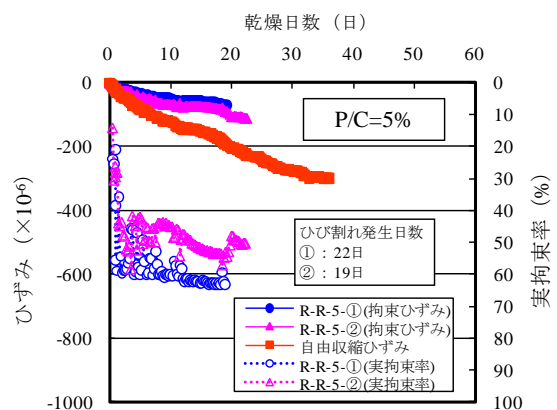 乾燥日数（日）
0 10 20 30 40 50 60
0
-200
-400
-600
-800
-1000
ひずみ（×10-6）
0
10
20
30
40
50
60
70
80
90
100
実拘束率（%）
P/C=5%
ひび割れ発生日数
①：22日
②：19日
R-R-5-①(拘束ひずみ)
R-R-5-②(拘束ひずみ)
自由収縮ひずみ
R-R-5-①(実拘束率)
R-R-5-②(実拘束率)